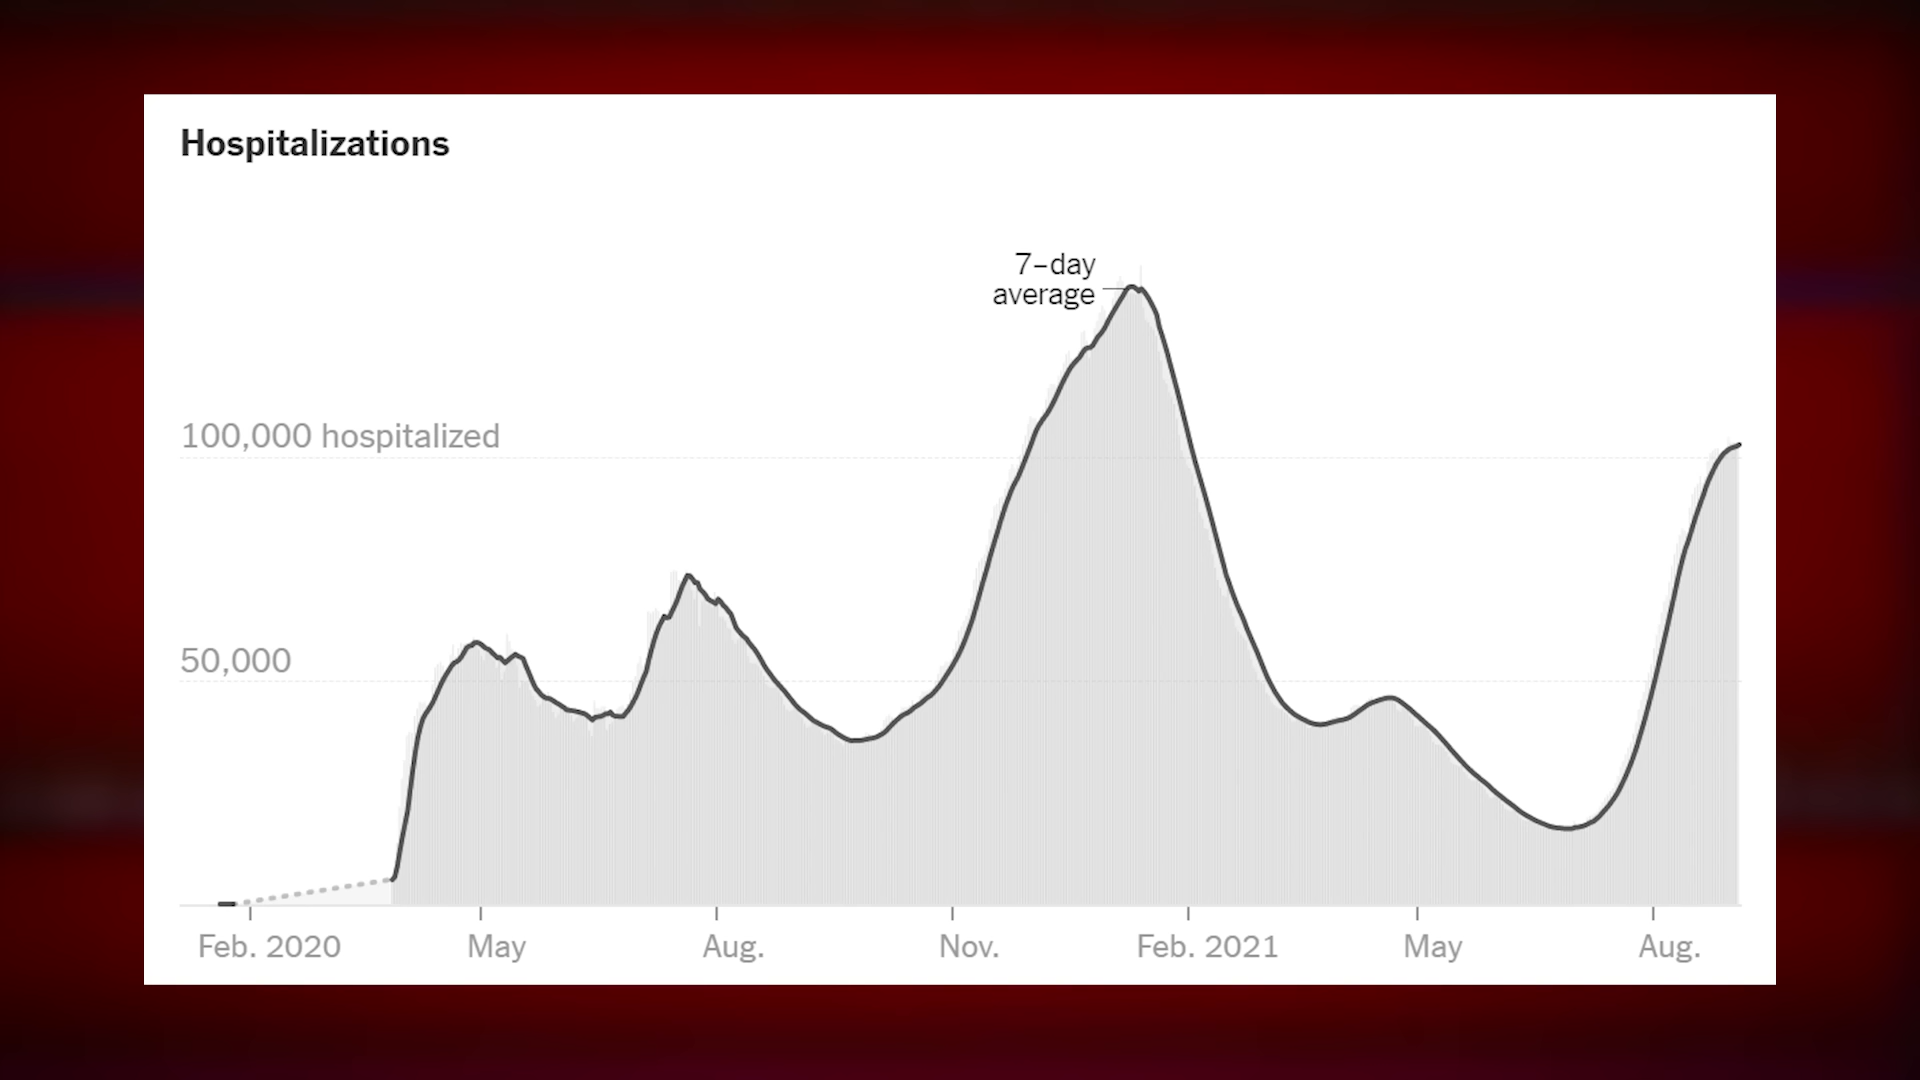 Hospitalizations
7–day
average
100,000 hospitalized
50,000
Feb. 2020 May Aug. Nov. Feb. 2021 May Aug.